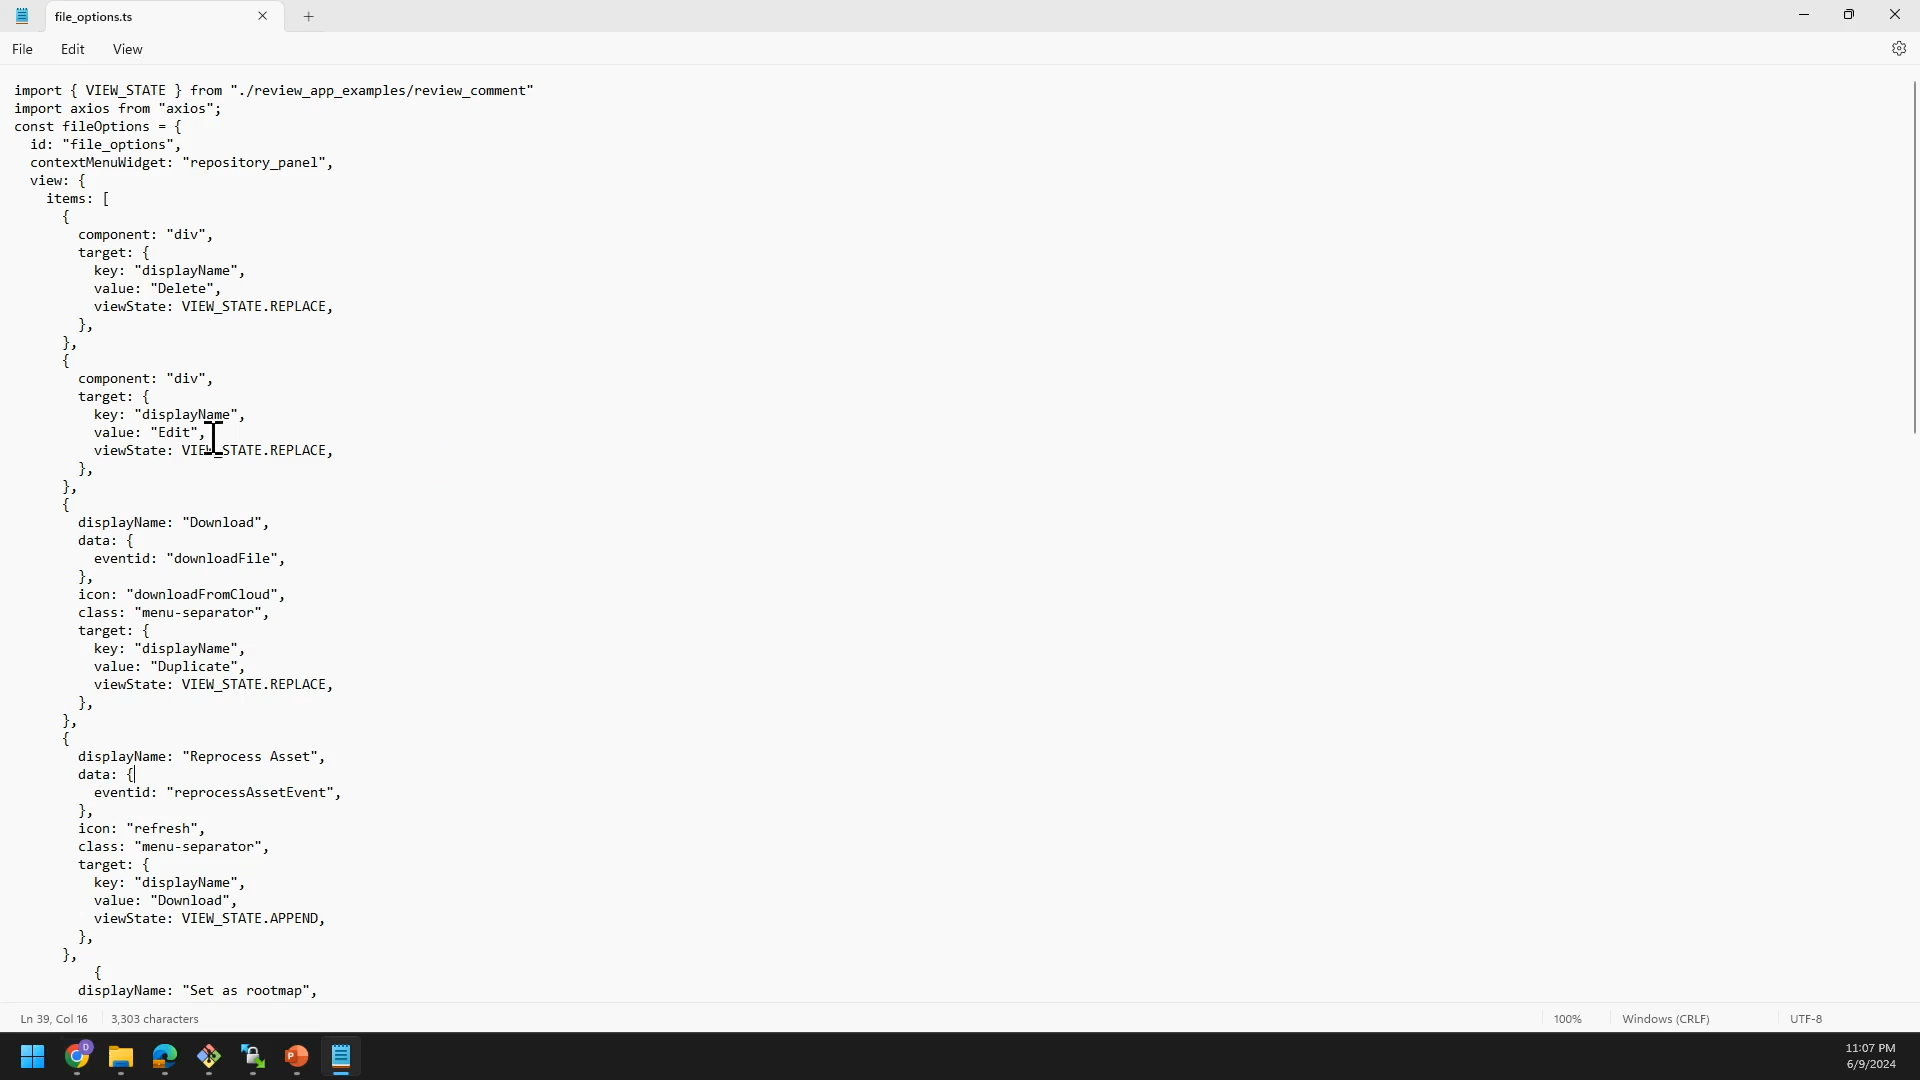 file_options.ts
File Edit View
import { VIEW_STATE } from "./review_app_examples/review_comment"
import axios from "axios";
const fileOptions = {
  id: "file_options",
  contextMenuWidget: "repository_panel",
  view: {
    items: [
      {
        component: "div",
        target: {
          key: "displayName",
          value: "Delete",
          viewState: VIEW_STATE.REPLACE,
        },
      },
      {
        component: "div",
        target: {
          key: "displayName",
          value: "Edit",
          viewState: VIEW_STATE.REPLACE,
        },
      },
      {
        displayName: "Download",
        data: {
          eventid: "downloadFile",
        },
        icon: "downloadFromCloud",
        class: "menu-separator",
        target: {
          key: "displayName",
          value: "Duplicate",
          viewState: VIEW_STATE.REPLACE,
        },
      },
      {
        displayName: "Reprocess Asset",
        data: {
          eventid: "reprocessAssetEvent",
        },
        icon: "refresh",
        class: "menu-separator",
        target: {
          key: "displayName",
          value: "Download",
          viewState: VIEW_STATE.APPEND,
        },
      },
          {
        displayName: "Set as rootmap",
Ln 39, Col 16 3,303 characters 100% Windows (CRLF) UTF-8
D
P
11:07 PM
6/9/2024